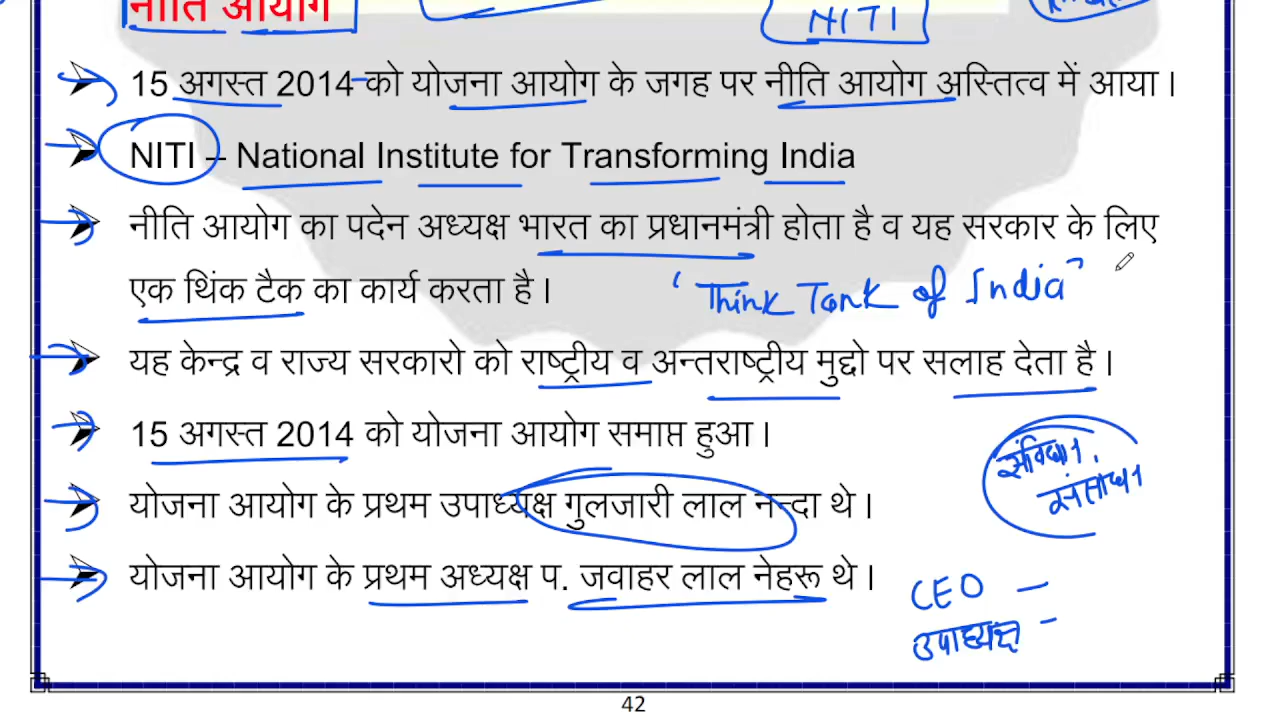 नीति आयोग
NITI
15 अगस्त 2014 को योजना आयोग के जगह पर नीति आयोग अस्तित्व में आया।
NITI – National Institute for Transforming India
नीति आयोग का पदेन अध्यक्ष भारत का प्रधानमंत्री होता है व यह सरकार के लिए
एक थिंक टैक का कार्य करता है।
"Think Tank of India"
यह केन्द्र व राज्य सरकारो को राष्ट्रीय व अन्तराष्ट्रीय मुद्दो पर सलाह देता है।
15 अगस्त 2014 को योजना आयोग समाप्त हुआ।
संविधान
संसाधन
योजना आयोग के प्रथम उपाध्यक्ष गुलजारी लाल नन्दा थे।
योजना आयोग के प्रथम अध्यक्ष प. जवाहर लाल नेहरू थे।
CEO –
उपाध्यक्ष –
42